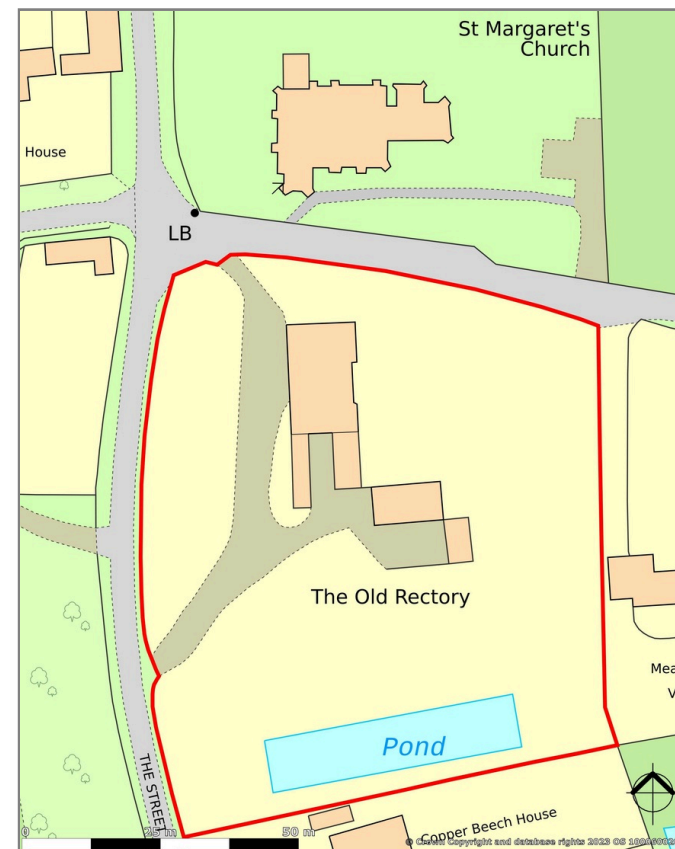 St Margaret's
Church
House
LB
The Old Rectory
Mea
V
Pond
THE STREET
Copper Beech House
0
25 m
50 m
© Crown Copyright and database rights 2023 OS